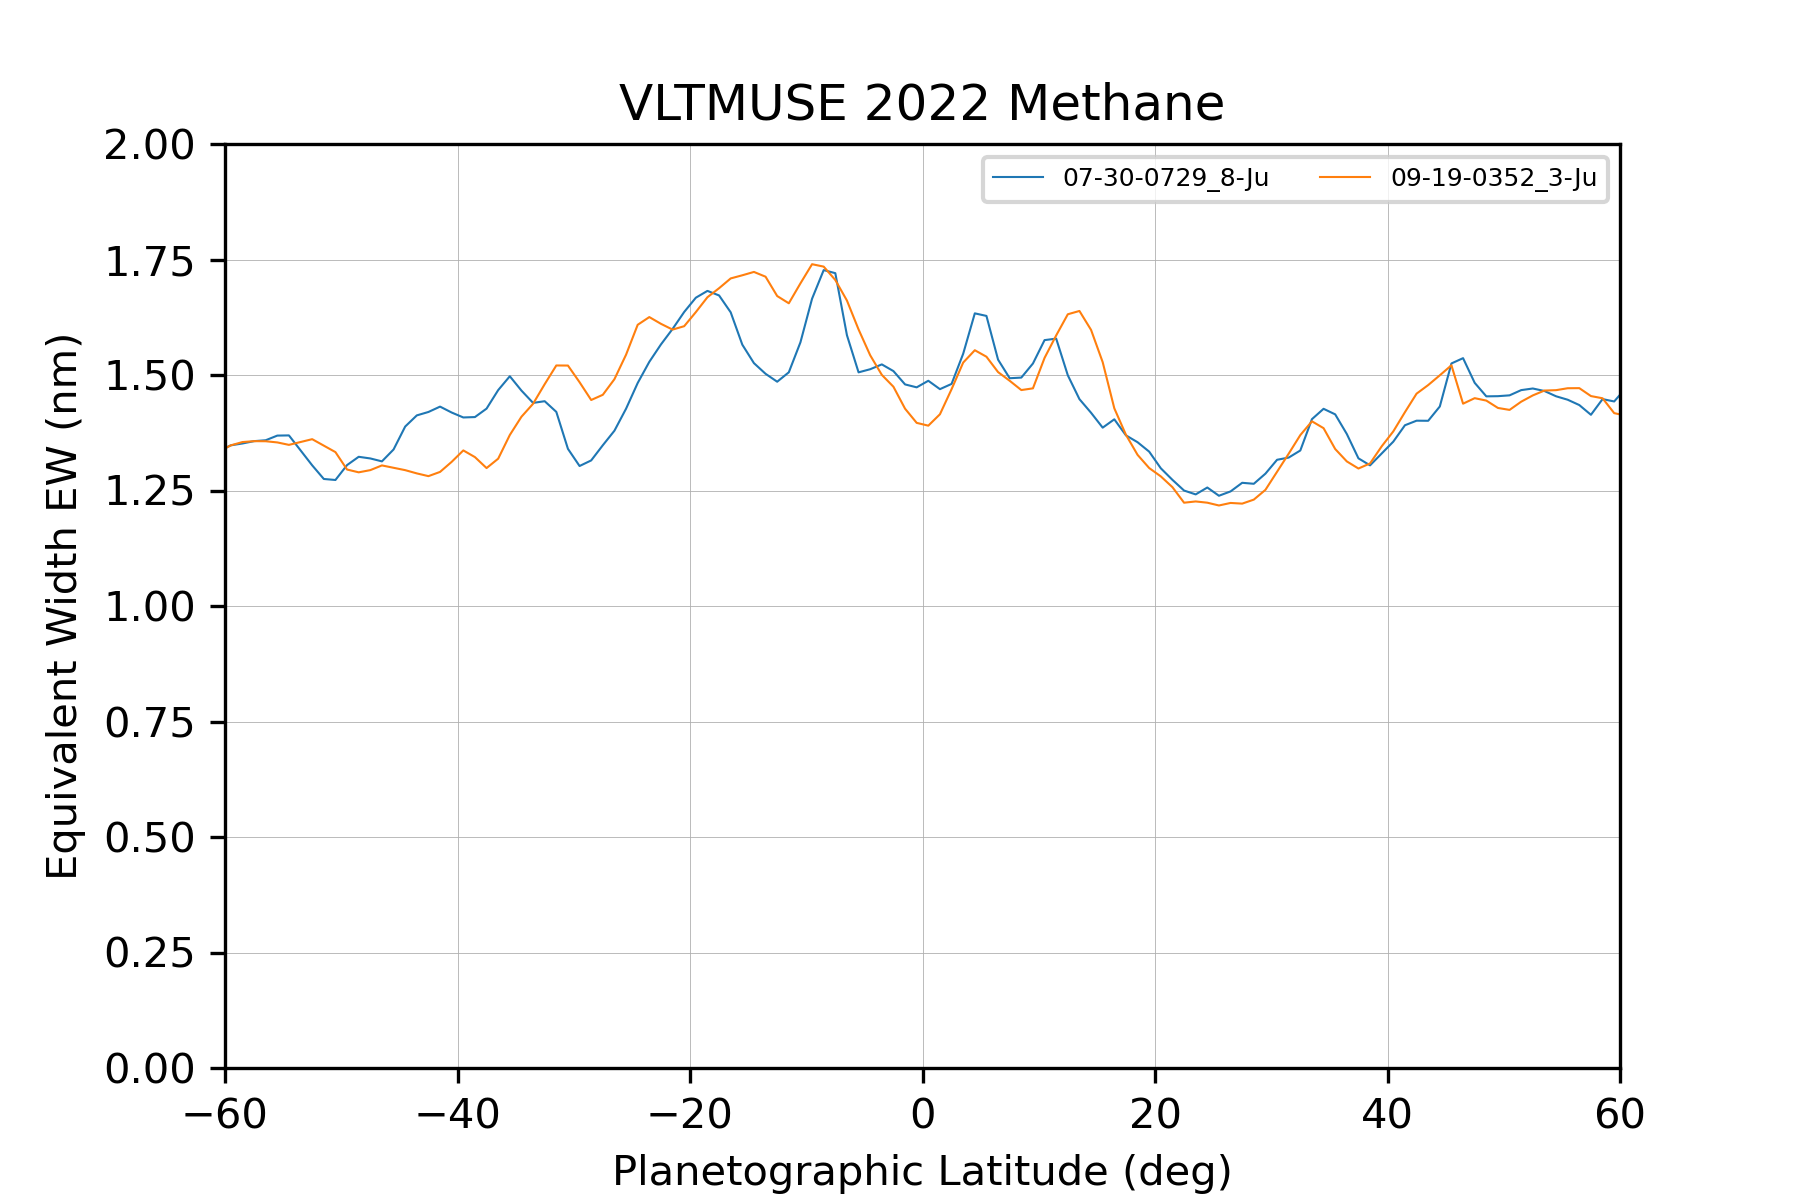 VLTMUSE 2022 Methane
07-30-0729_8-Ju 09-19-0352_3-Ju
2.00
1.75
1.50
1.25
1.00
0.75
0.50
0.25
0.00
Equivalent Width EW (nm)
−60 −40 −20 0 20 40 60
Planetographic Latitude (deg)